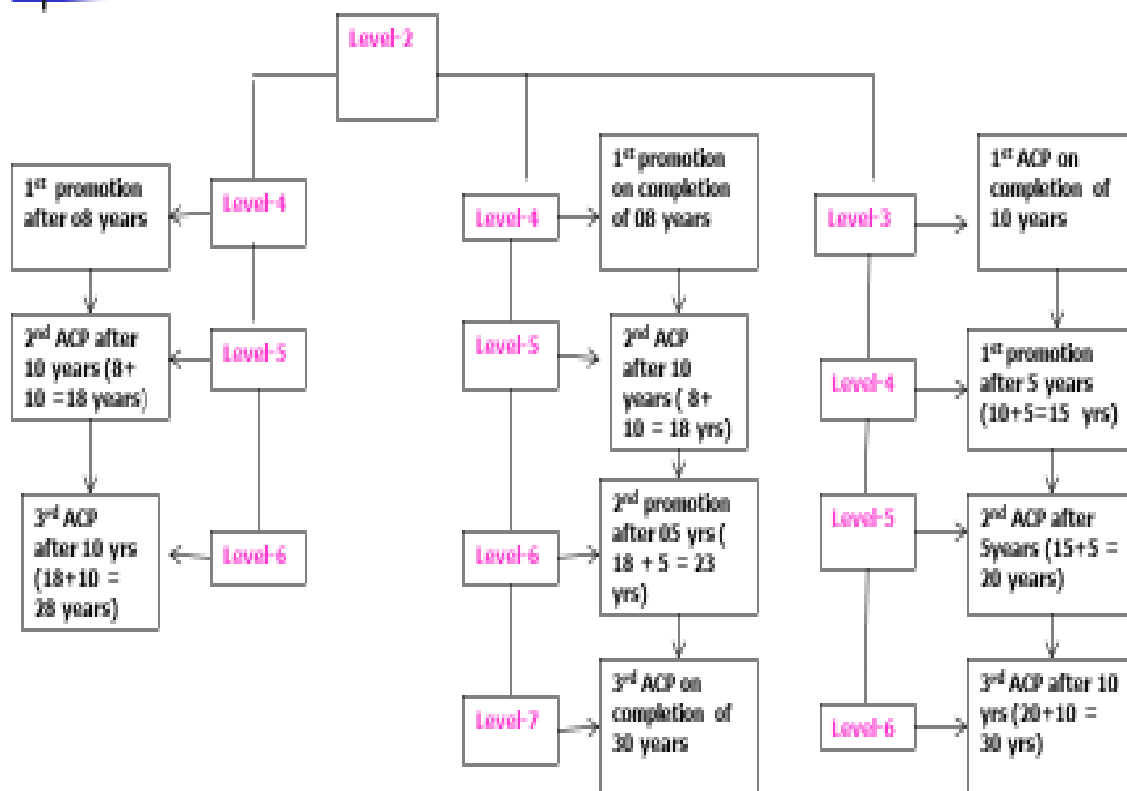 Level-2
Level-4
1st promotion
after 08 years
Level-5
2nd ACP after
10 years (8+
10 =18 years)
Level-6
3rd ACP
after 10 yrs
(18+10 =
28 years)
Level-4
1st promotion
on completion
of 08 years
Level-5
2nd ACP
after 10
years ( 8+
10 = 18 yrs)
Level-6
2nd promotion
after 05 yrs (
18 + 5 = 23
yrs)
Level-7
3rd ACP on
completion of
30 years
Level-3
1st ACP on
completion of
10 years
Level-4
1st promotion
after 5 years
(10+5=15 yrs)
Level-5
2nd ACP after
5years (15+5 =
20 years)
Level-6
3rd ACP after 10
yrs (20+10 =
30 yrs)